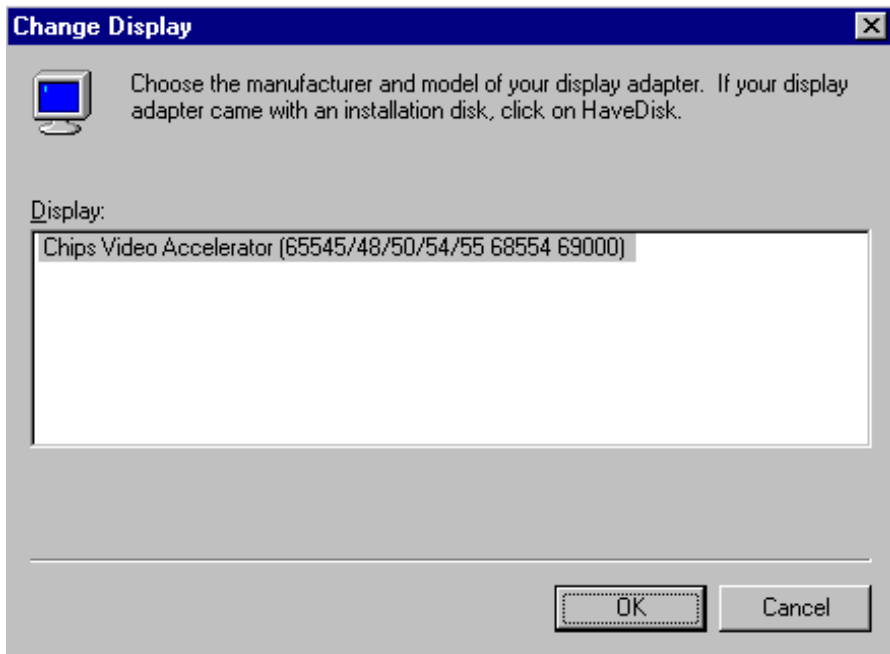 Change Display
Choose the manufacturer and model of your display adapter.  If your display
adapter came with an installation disk, click on HaveDisk.
Display:
Chips Video Accelerator (65545/48/50/54/55 68554 69000)
OK Cancel